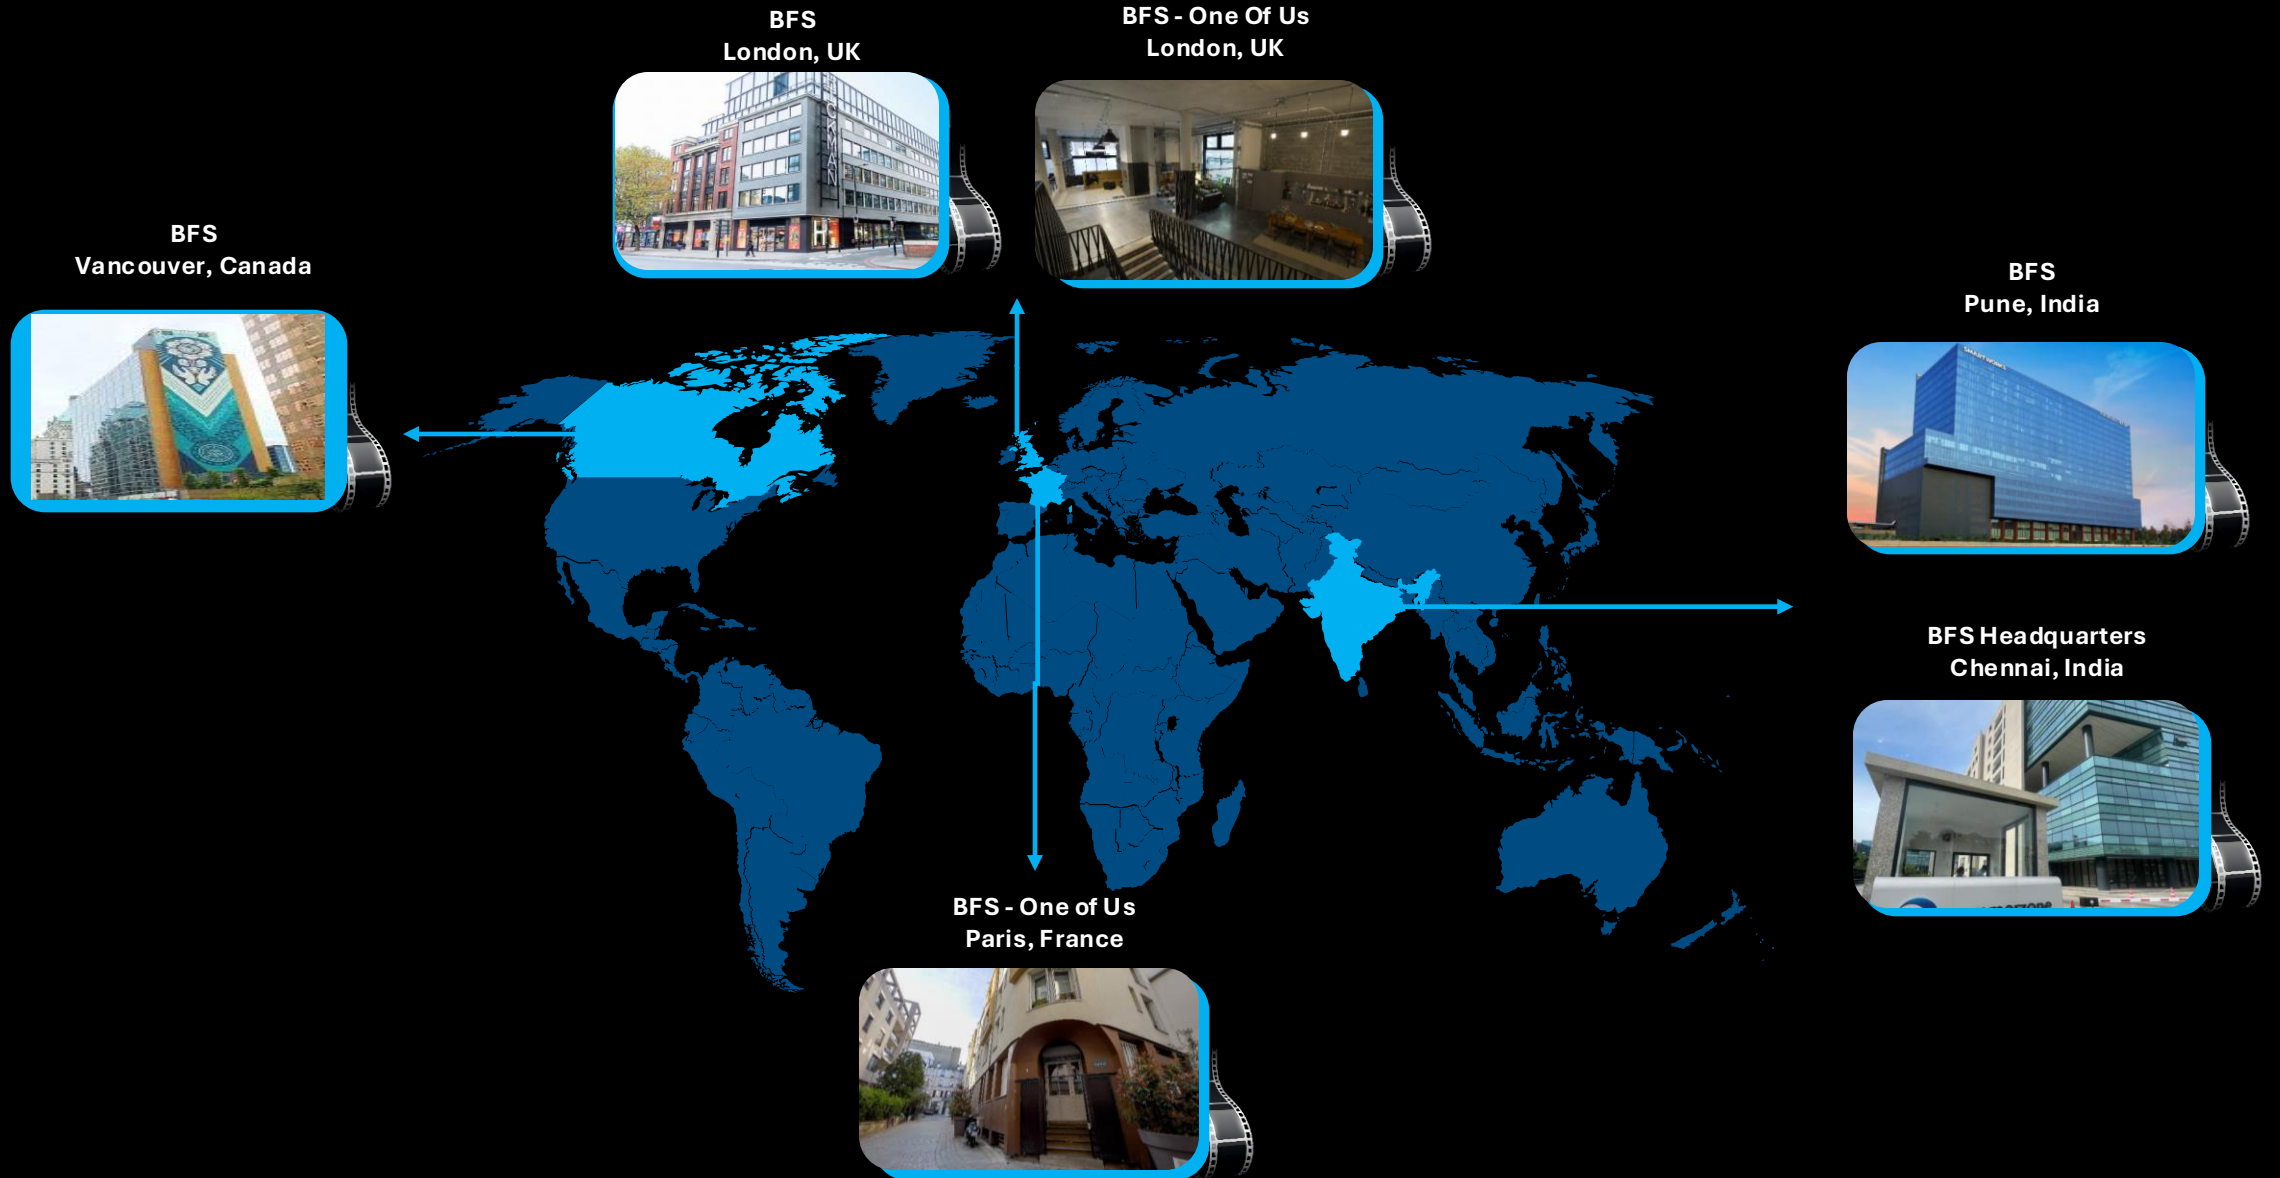 BFS
London, UK
BFS - One Of Us
London, UK
BFS
Vancouver, Canada
BFS
Pune, India
SMARTWORKS
BFS Headquarters
Chennai, India
BFS - One of Us
Paris, France